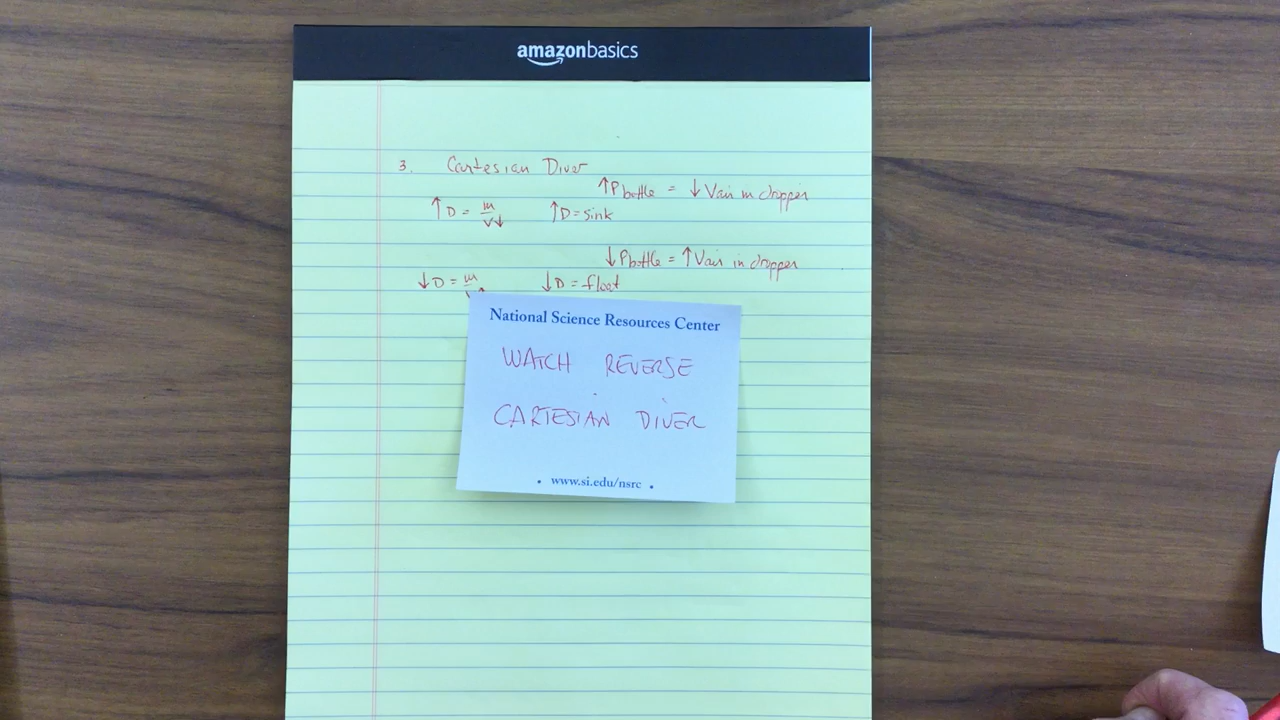 amazonbasics
3. Cartesian Diver
↑Pbottle = ↓Vair in dropper
↑D = m/V↓ ↑D=sink
↓Pbottle = ↑Vair in dropper
↓D = m/ ↓D = float
National Science Resources Center
WATCH REVERSE
CARTESIAN DIVER
• www.si.edu/nsrc •